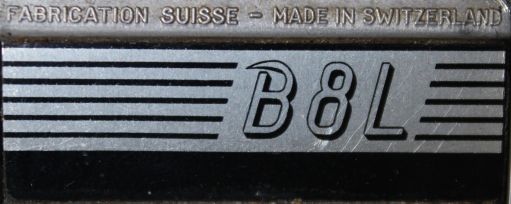 FABRICATION SUISSE - MADE IN SWITZERLAND
B8L